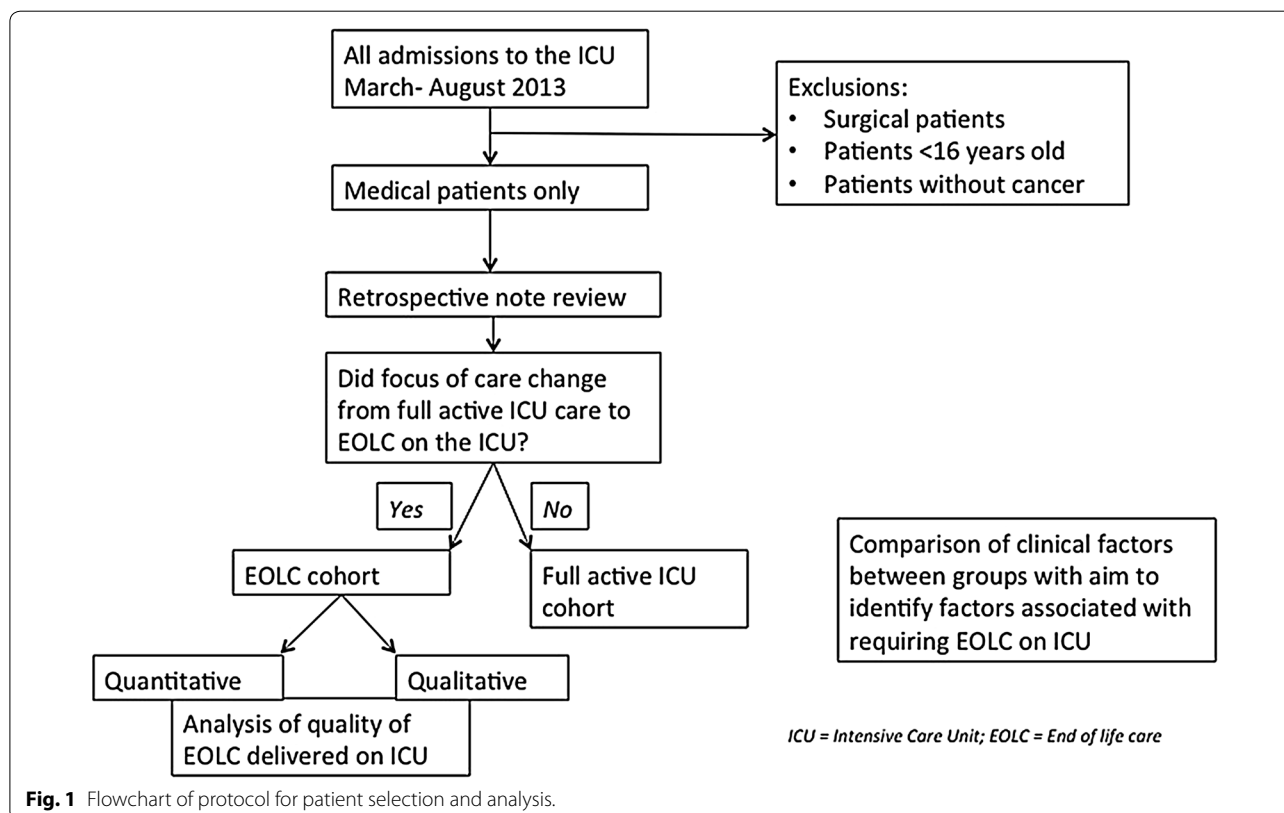 All admissions to the ICU
March- August 2013
Exclusions:
• Surgical patients
• Patients <16 years old
• Patients without cancer
Medical patients only
Retrospective note review
Did focus of care change
from full active ICU care to
EOLC on the ICU?
Yes
No
EOLC cohort
Full active ICU
cohort
Comparison of clinical factors
between groups with aim to
identify factors associated with
requiring EOLC on ICU
Quantitative
Qualitative
Analysis of quality of
EOLC delivered on ICU
ICU = Intensive Care Unit; EOLC = End of life care
Fig. 1 Flowchart of protocol for patient selection and analysis.